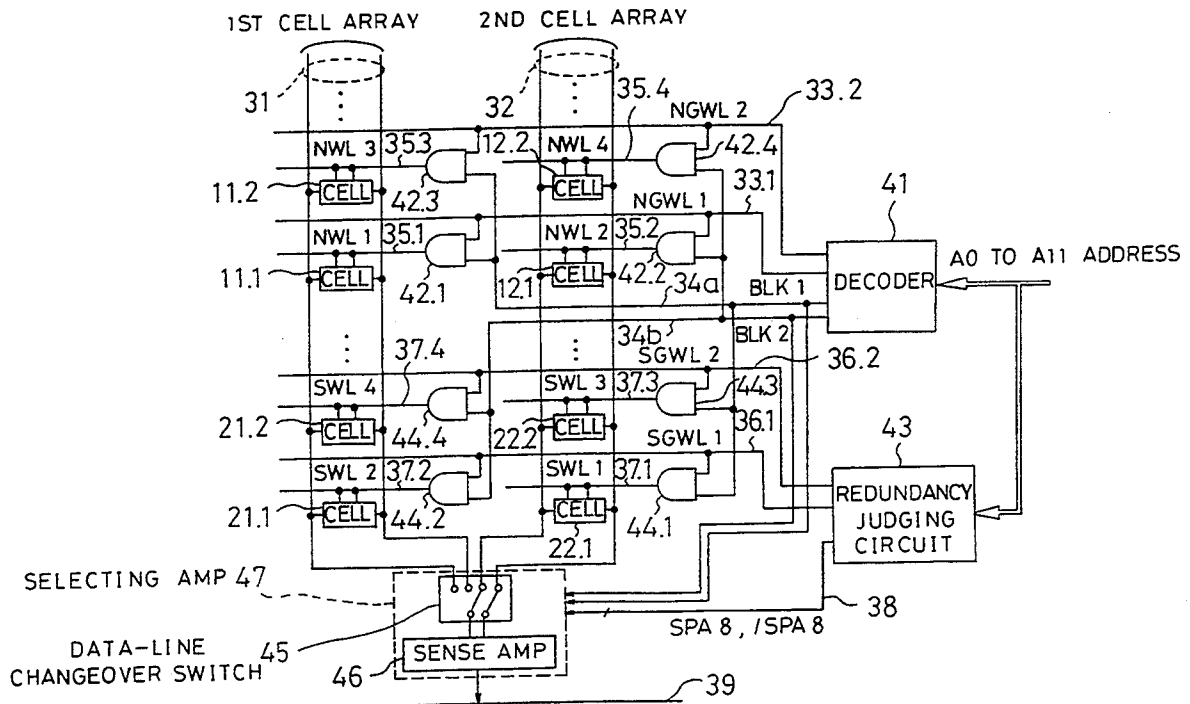 1ST CELL ARRAY
2ND CELL ARRAY
31
32
35.4
NGWL 2
33.2
NWL 3
35.3
12.2
NWL 4
42.4
CELL
CELL
11.2
42.3
NGWL 1
33.1
41
NWL 1
35.1
NWL 2
35.2
A0 TO A11 ADDRESS
DECODER
11.1
CELL
42.1
12.1
CELL
42.2
34a
BLK 1
34b
BLK 2
37.4
SGWL 2
36.2
SWL 4
SWL 3
37.3
44.3
21.2
CELL
44.4
22.2
CELL
SGWL 1
36.1
43
SWL 2
37.2
SWL 1
37.1
REDUNDANCY
JUDGING
CIRCUIT
21.1
CELL
44.2
CELL
44.1
22.1
SELECTING AMP 47
38
SPA 8, /SPA 8
DATA-LINE
CHANGEOVER SWITCH
45
46
SENSE AMP
39